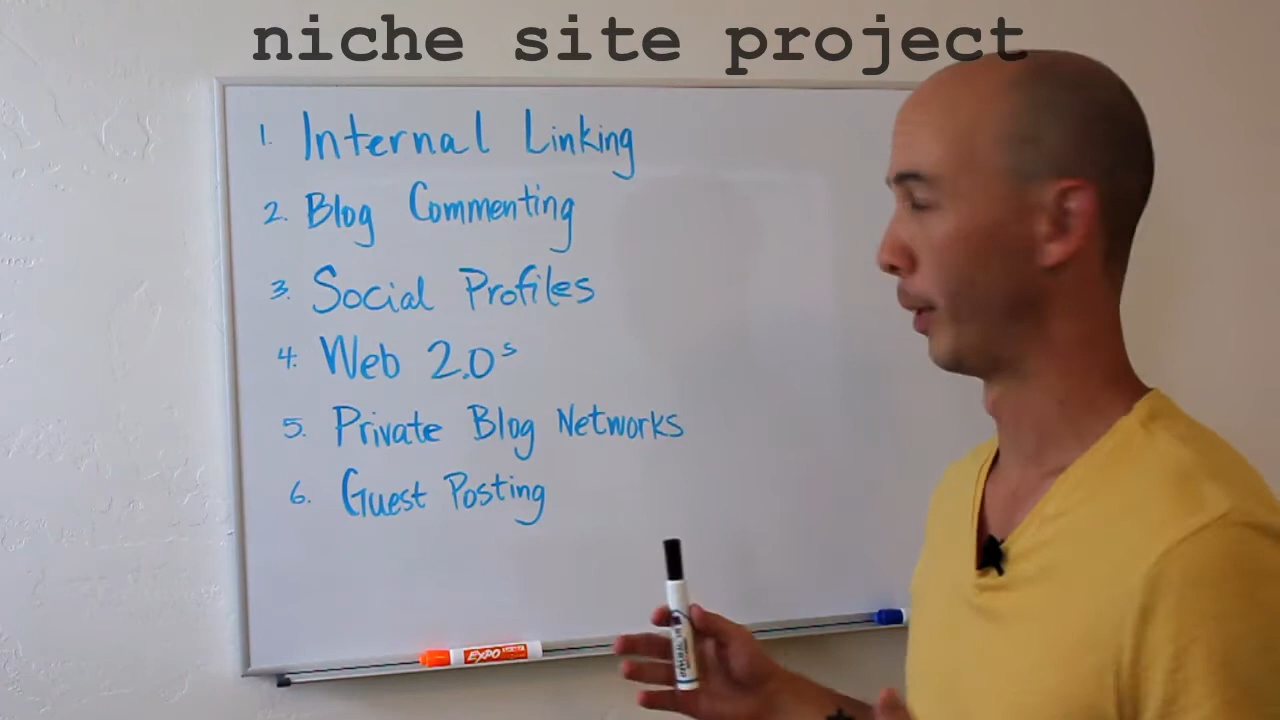 niche site project
1. Internal Linking
2. Blog Commenting
3. Social Profiles
4. Web 2.0s
5. Private Blog Networks
6. Guest Posting
EXPO